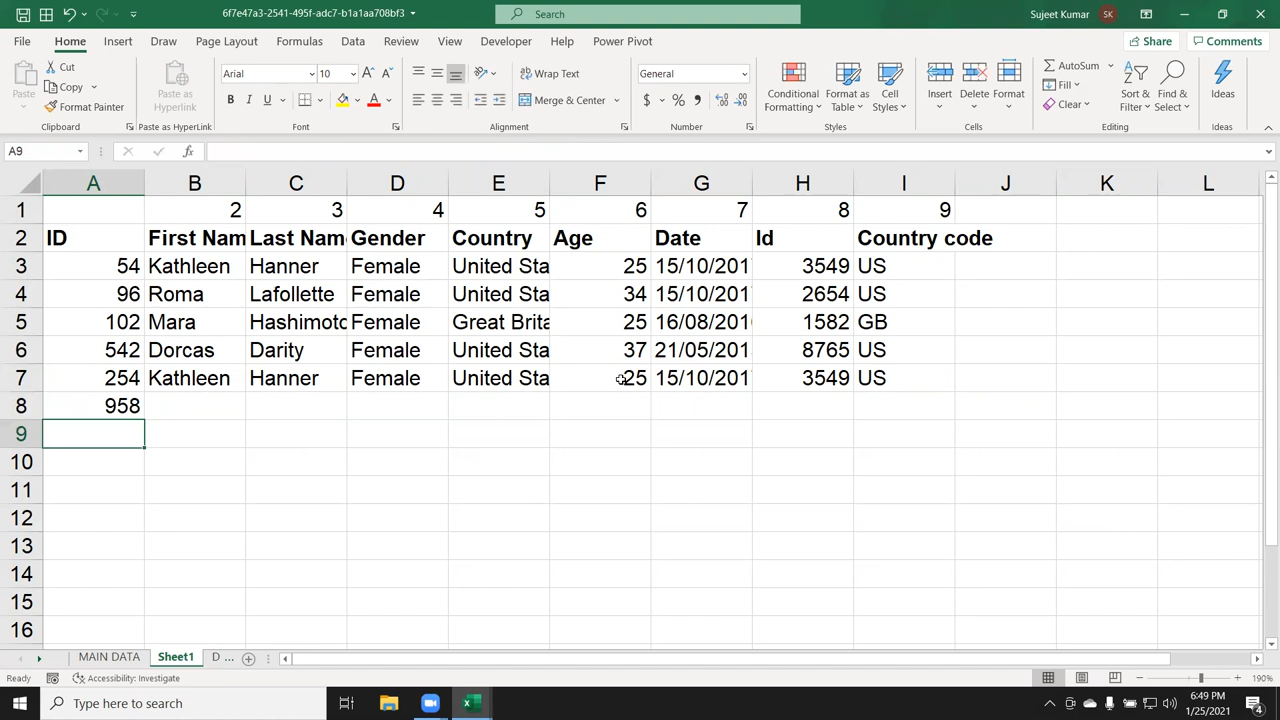 6f7e47a3-2541-495f-adc7-b1a1aa708bf3
Search
Sujeet Kumar SK
File Home Insert Draw Page Layout Formulas Data Review View Developer Help Power Pivot Share Comments
Paste Cut Copy Format Painter Clipboard
Paste as HyperLink Paste as HyperLink
Arial 10 A A B I U A Font
ab Wrap Text Merge & Center Alignment
General $ % , Number
Conditional Formatting Format as Table Cell Styles Styles
Insert Delete Format Cells
AutoSum Fill Clear Sort & Filter Find & Select Editing
Ideas Ideas
A9 fx
A B C D E F G H I J K L
1 2 3 4 5 6 7 8 9
2 ID First Nam Last Nam Gender Country Age Date Id Country code
3 54 Kathleen Hanner Female United Sta 25 15/10/201 3549 US
4 96 Roma Lafollette Female United Sta 34 15/10/201 2654 US
5 102 Mara Hashimoto Female Great Brita 25 16/08/201 1582 GB
6 542 Dorcas Darity Female United Sta 37 21/05/201 8765 US
7 254 Kathleen Hanner Female United Sta 25 15/10/201 3549 US
8 958
9
10
11
12
13
14
15
16
MAIN DATA Sheet1 D ...
Ready Accessibility: Investigate 190%
Type here to search
6:49 PM
1/25/2021
4